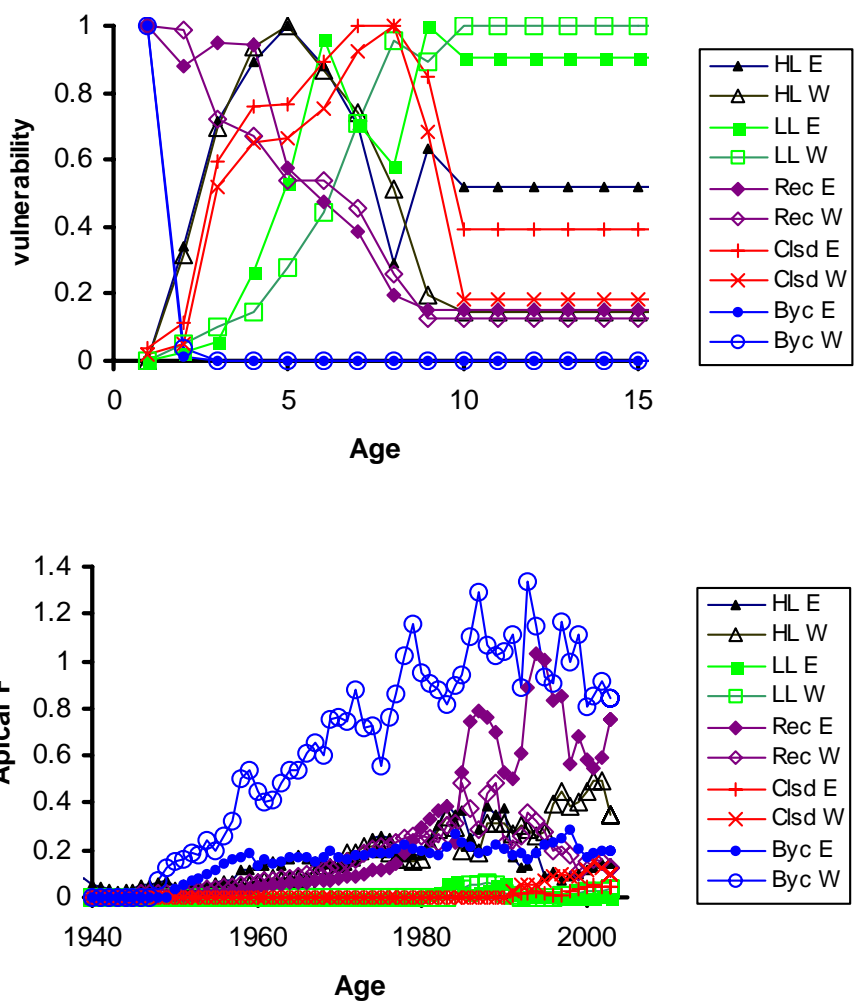 1
0.8
0.6
0.4
0.2
0
vulnerability
0 5 10 15
Age
HL E
HL W
LL E
LL W
Rec E
Rec W
Clsd E
Clsd W
Byc E
Byc W
1.4
1.2
1
0.8
0.6
0.4
0.2
0
Apical F
1940 1960 1980 2000
Age
HL E
HL W
LL E
LL W
Rec E
Rec W
Clsd E
Clsd W
Byc E
Byc W